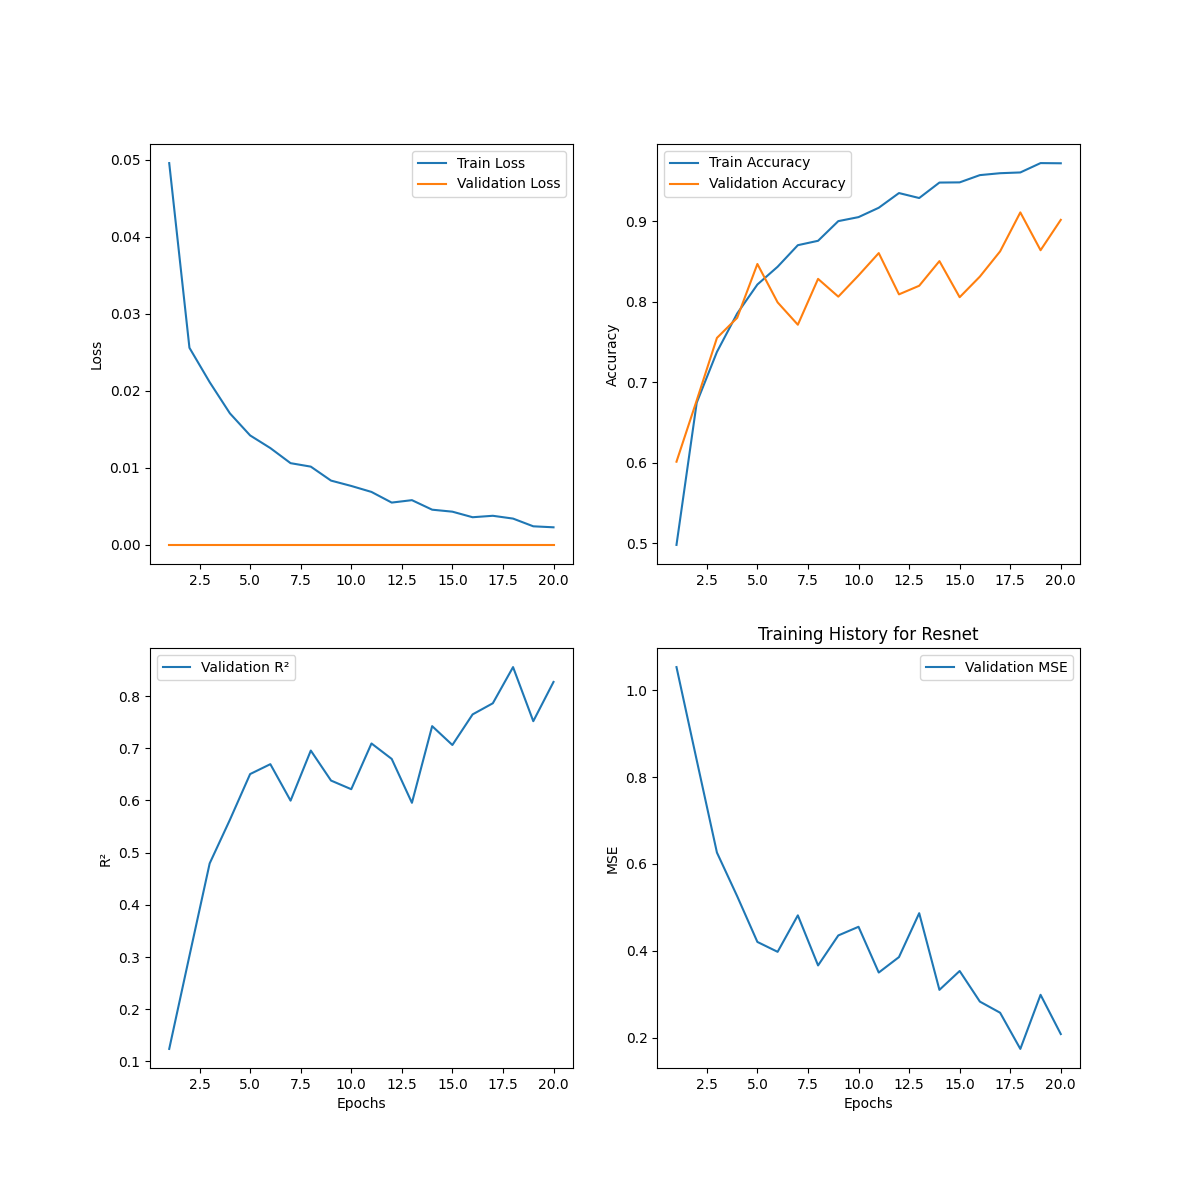 Train Loss
Validation Loss
0.05
0.04
0.03
0.02
0.01
0.00
Loss
2.5 5.0 7.5 10.0 12.5 15.0 17.5 20.0
Train Accuracy
Validation Accuracy
0.9
0.8
0.7
0.6
0.5
Accuracy
2.5 5.0 7.5 10.0 12.5 15.0 17.5 20.0
Validation R²
0.8
0.7
0.6
0.5
0.4
0.3
0.2
0.1
R²
2.5 5.0 7.5 10.0 12.5 15.0 17.5 20.0
Epochs
Training History for Resnet
Validation MSE
1.0
0.8
0.6
0.4
0.2
MSE
2.5 5.0 7.5 10.0 12.5 15.0 17.5 20.0
Epochs